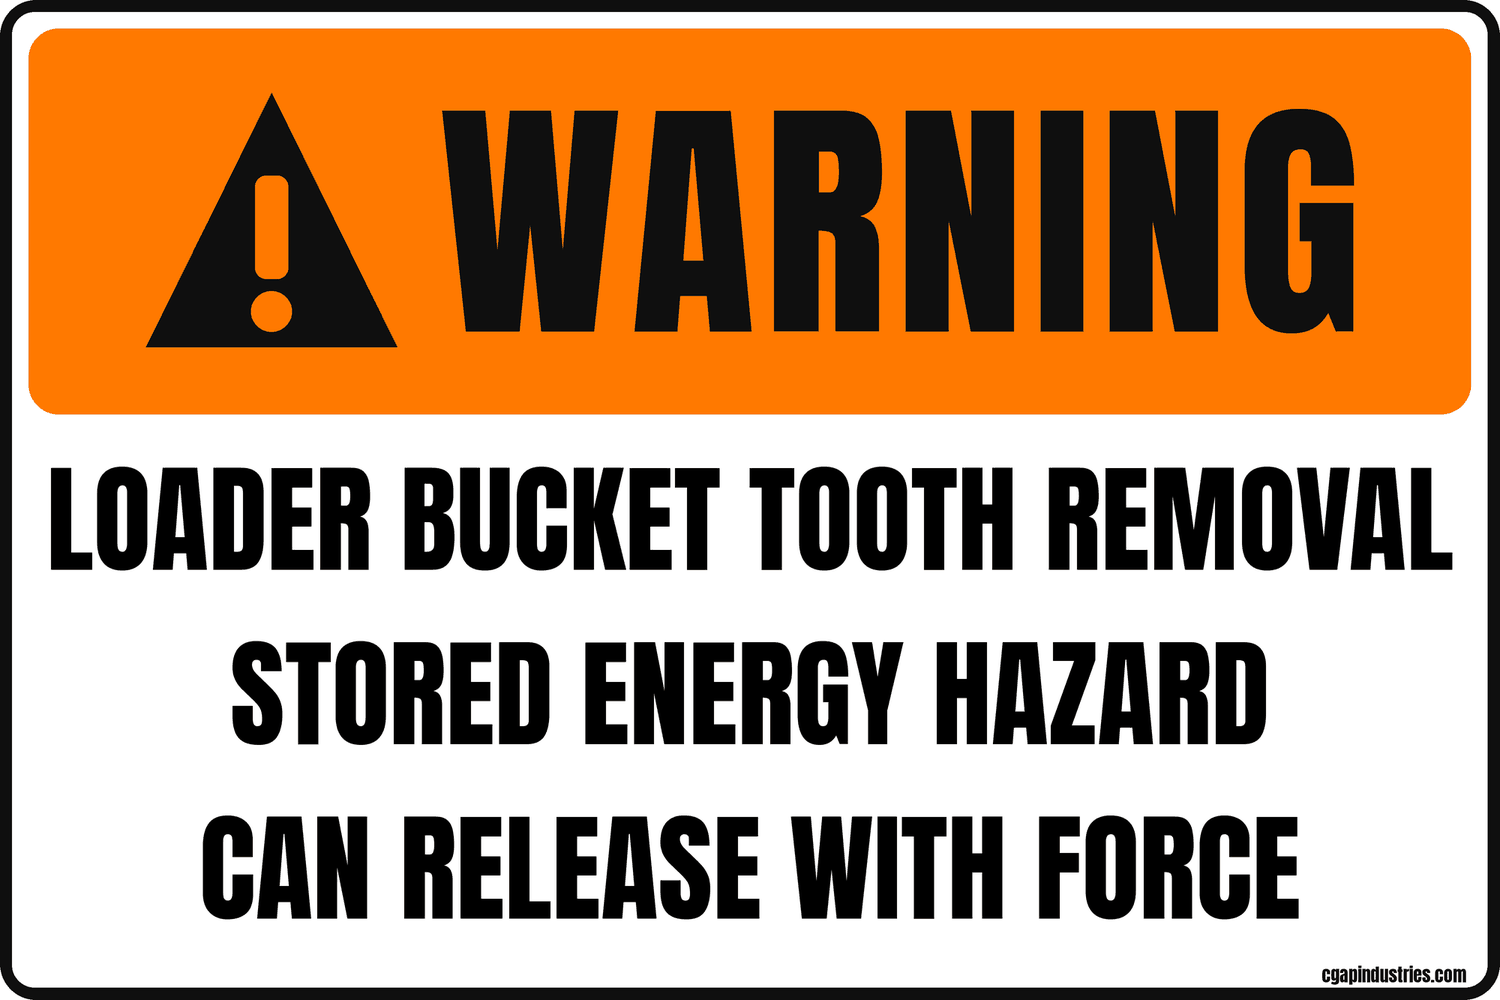 WARNING
LOADER BUCKET TOOTH REMOVAL
STORED ENERGY HAZARD
CAN RELEASE WITH FORCE
cgapindustries.com